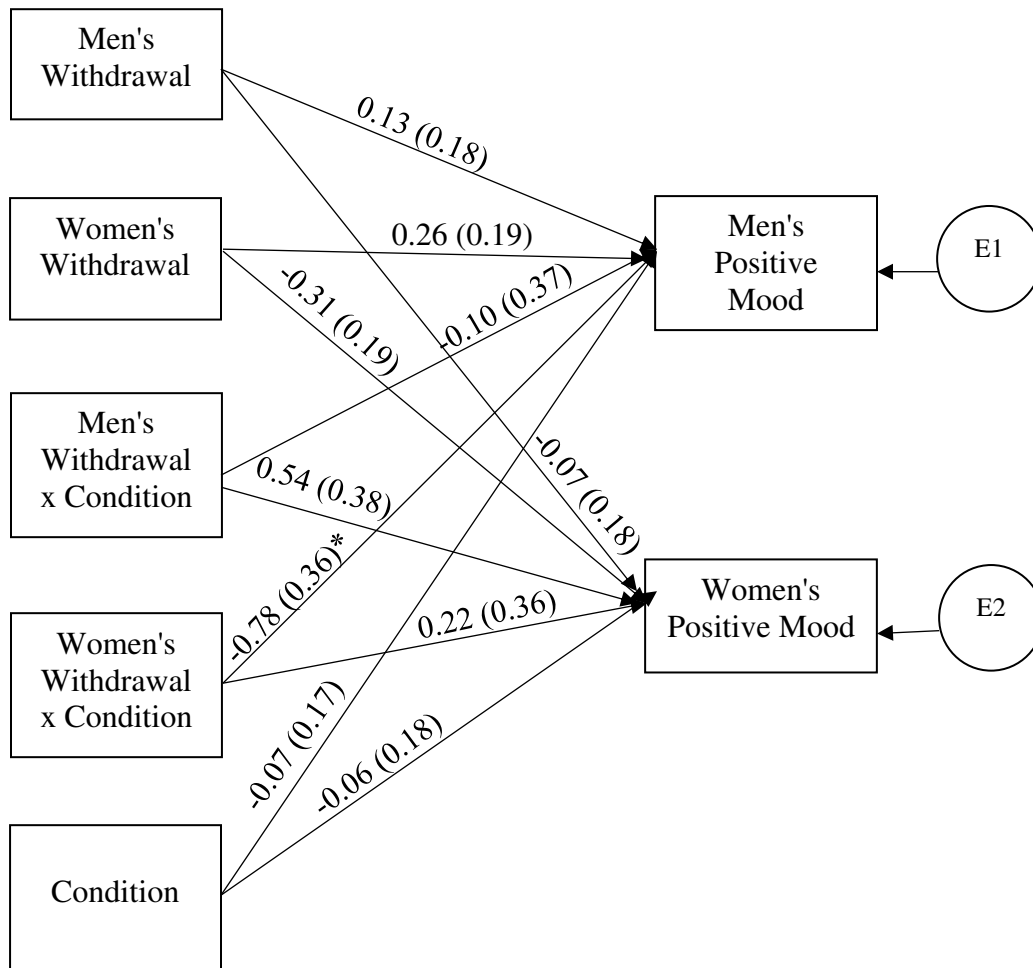 Men's
Withdrawal
0.13 (0.18)
Women's
Withdrawal
0.26 (0.19)
Men's
Positive
Mood
E1
-0.31 (0.19)
-0.10 (0.37)
Men's
Withdrawal
x Condition
0.54 (0.38)
-0.07 (0.18)
-0.78 (0.36)*
0.22 (0.36)
Women's
Positive Mood
E2
Women's
Withdrawal
x Condition
-0.07 (0.17)
-0.06 (0.18)
Condition